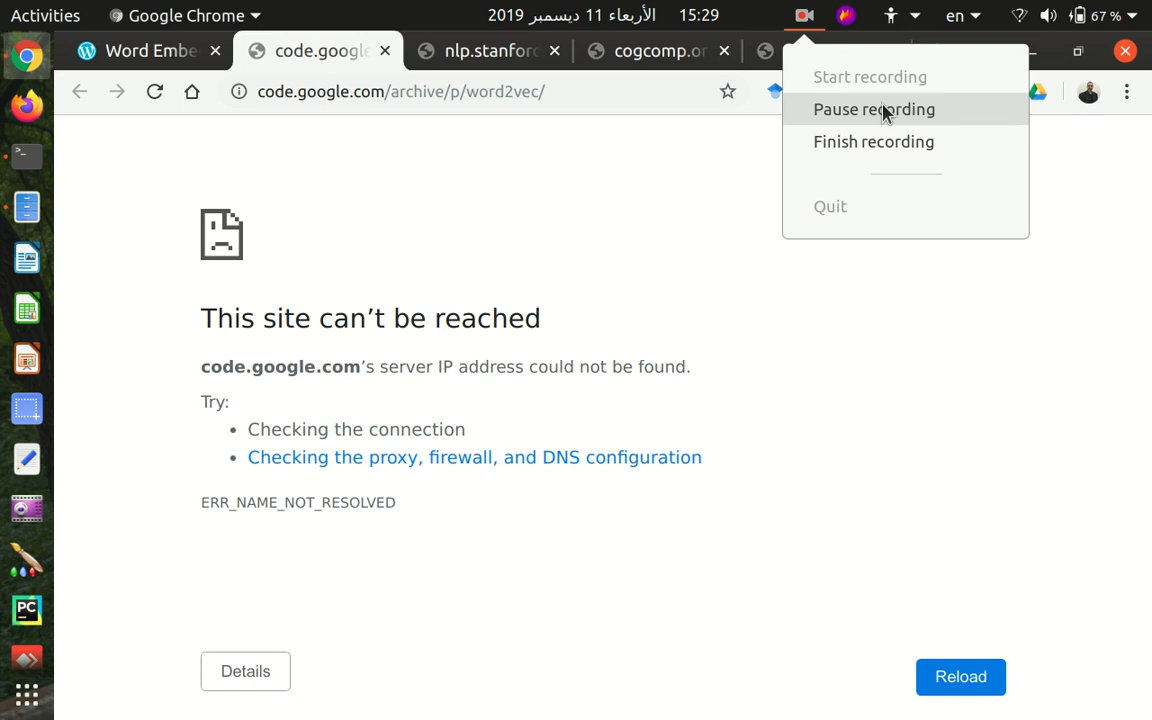 Activities
Google Chrome
الأربعاء 11 ديسمبر 2019
15:29
en
67 %
Word Embe
code.google
nlp.stanford
cogcomp.or
code.google.com/archive/p/word2vec/
Start recording
Pause recording
Finish recording
Quit
This site can’t be reached
code.google.com’s server IP address could not be found.
Try:
Checking the connection
Checking the proxy, firewall, and DNS configuration
ERR_NAME_NOT_RESOLVED
Details
Reload
PC